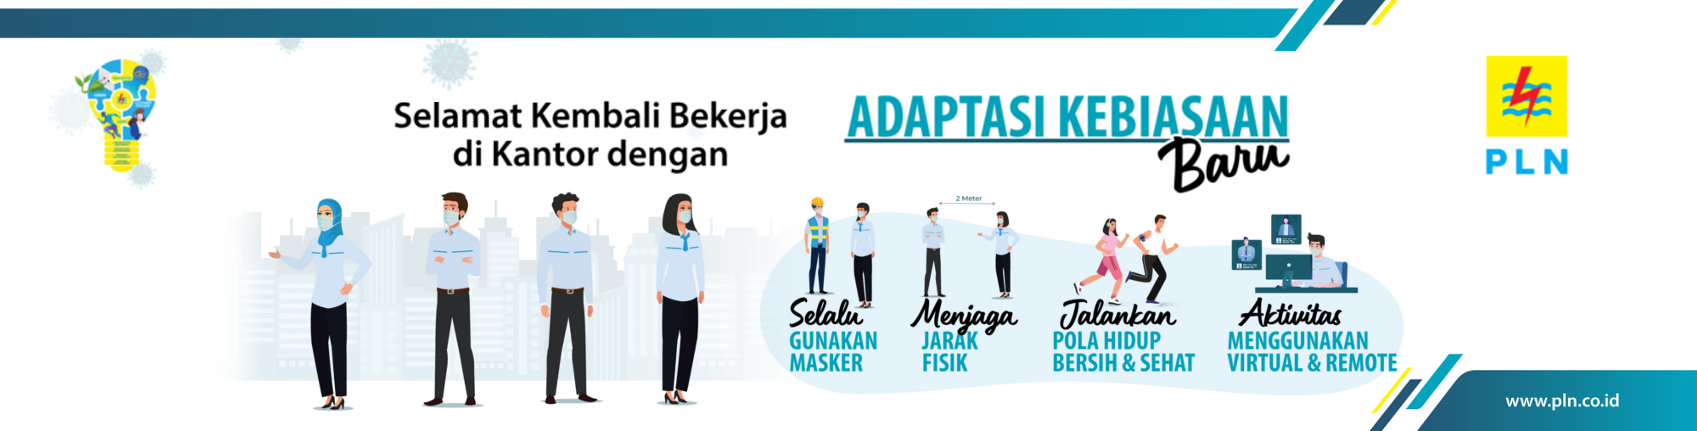 Selamat Kembali Bekerja
di Kantor dengan
ADAPTASI KEBIASAAN
Baru
PLN
2 Meter
Selalu
GUNAKAN
MASKER
Menjaga
JARAK
FISIK
Jalankan
POLA HIDUP
BERSIH & SEHAT
Aktivitas
MENGGUNAKAN
VIRTUAL & REMOTE
www.pln.co.id